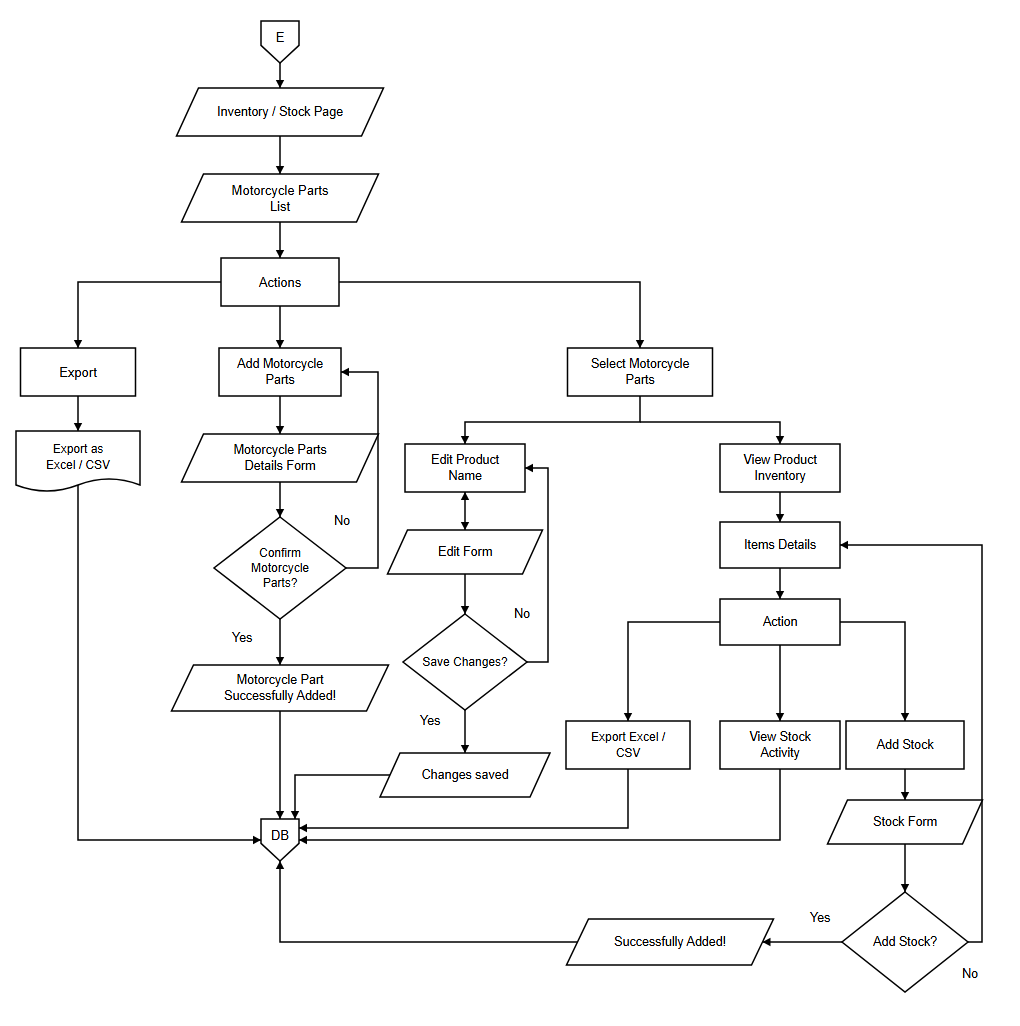 E
Inventory / Stock Page
Motorcycle Parts
List
Actions
Export
Add Motorcycle
Parts
Select Motorcycle
Parts
Export as
Excel / CSV
Motorcycle Parts
Details Form
Edit Product
Name
View Product
Inventory
No
Confirm
Motorcycle
Parts?
Edit Form
Items Details
Yes
No
Action
Save Changes?
Motorcycle Part
Successfully Added!
Yes
Export Excel /
CSV
View Stock
Activity
Add Stock
Changes saved
DB
Stock Form
Yes
Successfully Added!
Add Stock?
No